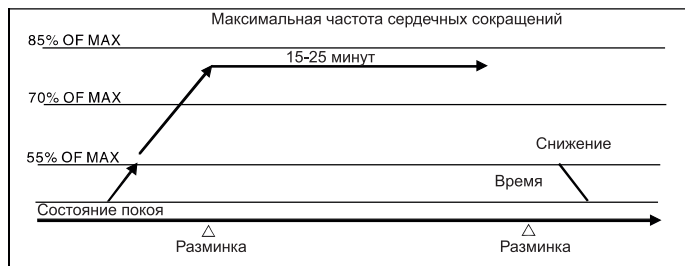 Максимальная частота сердечных сокращений
85% OF MAX
15-25 минут
70% OF MAX
55% OF MAX
Снижение
Время
Состояние покоя
Разминка
Разминка